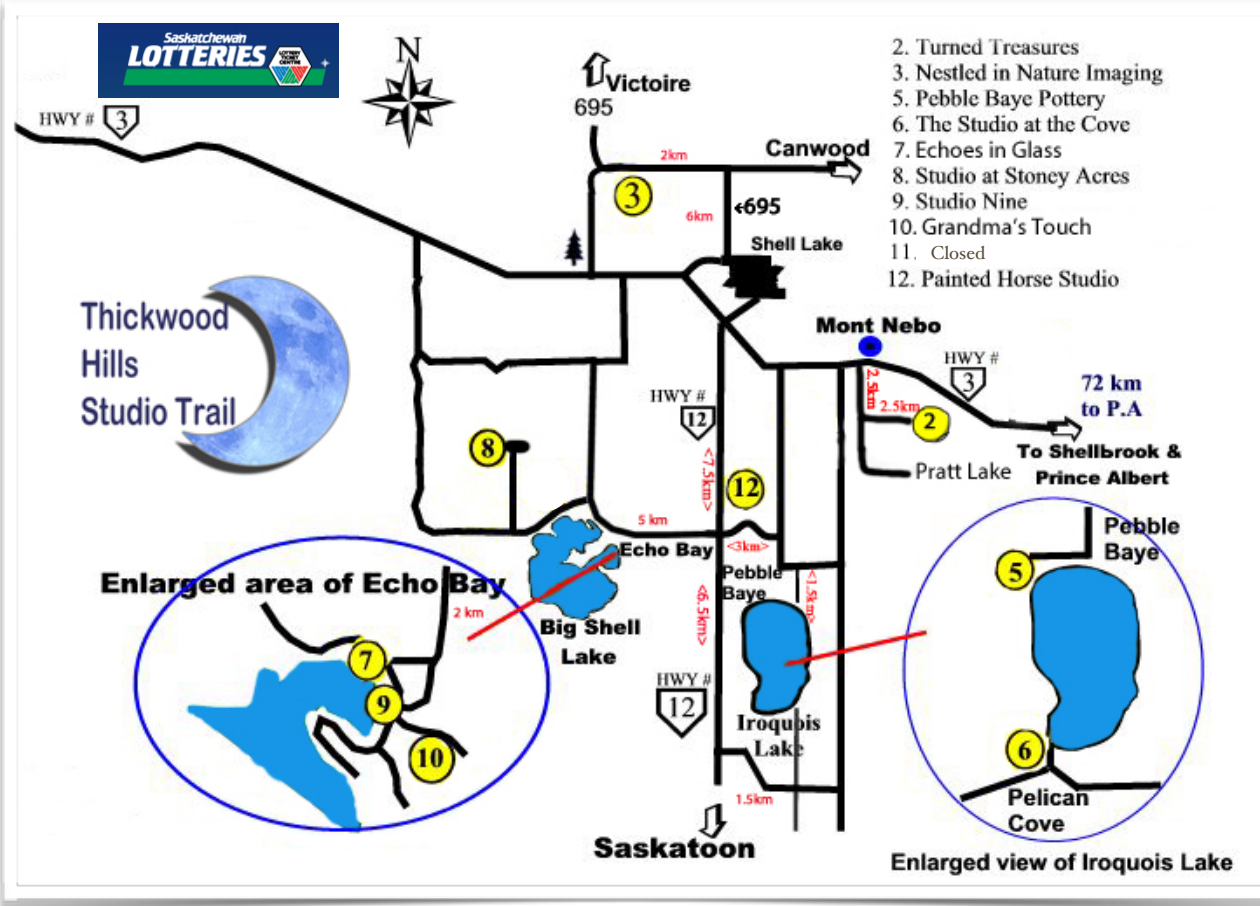 Saskatchewan
LOTTERIES
LOTTERY
TICKET
CENTRE
N
Victoire
695
HWY # 3
2km
Canwood
3
6km
695
Shell Lake
2. Turned Treasures
3. Nestled in Nature Imaging
5. Pebble Baye Pottery
6. The Studio at the Cove
7. Echoes in Glass
8. Studio at Stoney Acres
9. Studio Nine
10. Grandma's Touch
11. Closed
12. Painted Horse Studio
Thickwood
Hills
Studio Trail
Mont Nebo
HWY #
3
72 km
to P.A
2.5km
2.5km
2
To Shellbrook &
Prince Albert
Pratt Lake
HWY #
12
8
<7.5km>
12
5 km
Echo Bay
<3km>
Pebble
Baye
<1.5km>
<6.5km>
Big Shell
Lake
HWY #
12
Iroquois
Lake
1.5km
Saskatoon
Enlarged area of Echo Bay
2 km
7
9
10
Pebble
Baye
5
6
Pelican
Cove
Enlarged view of Iroquois Lake